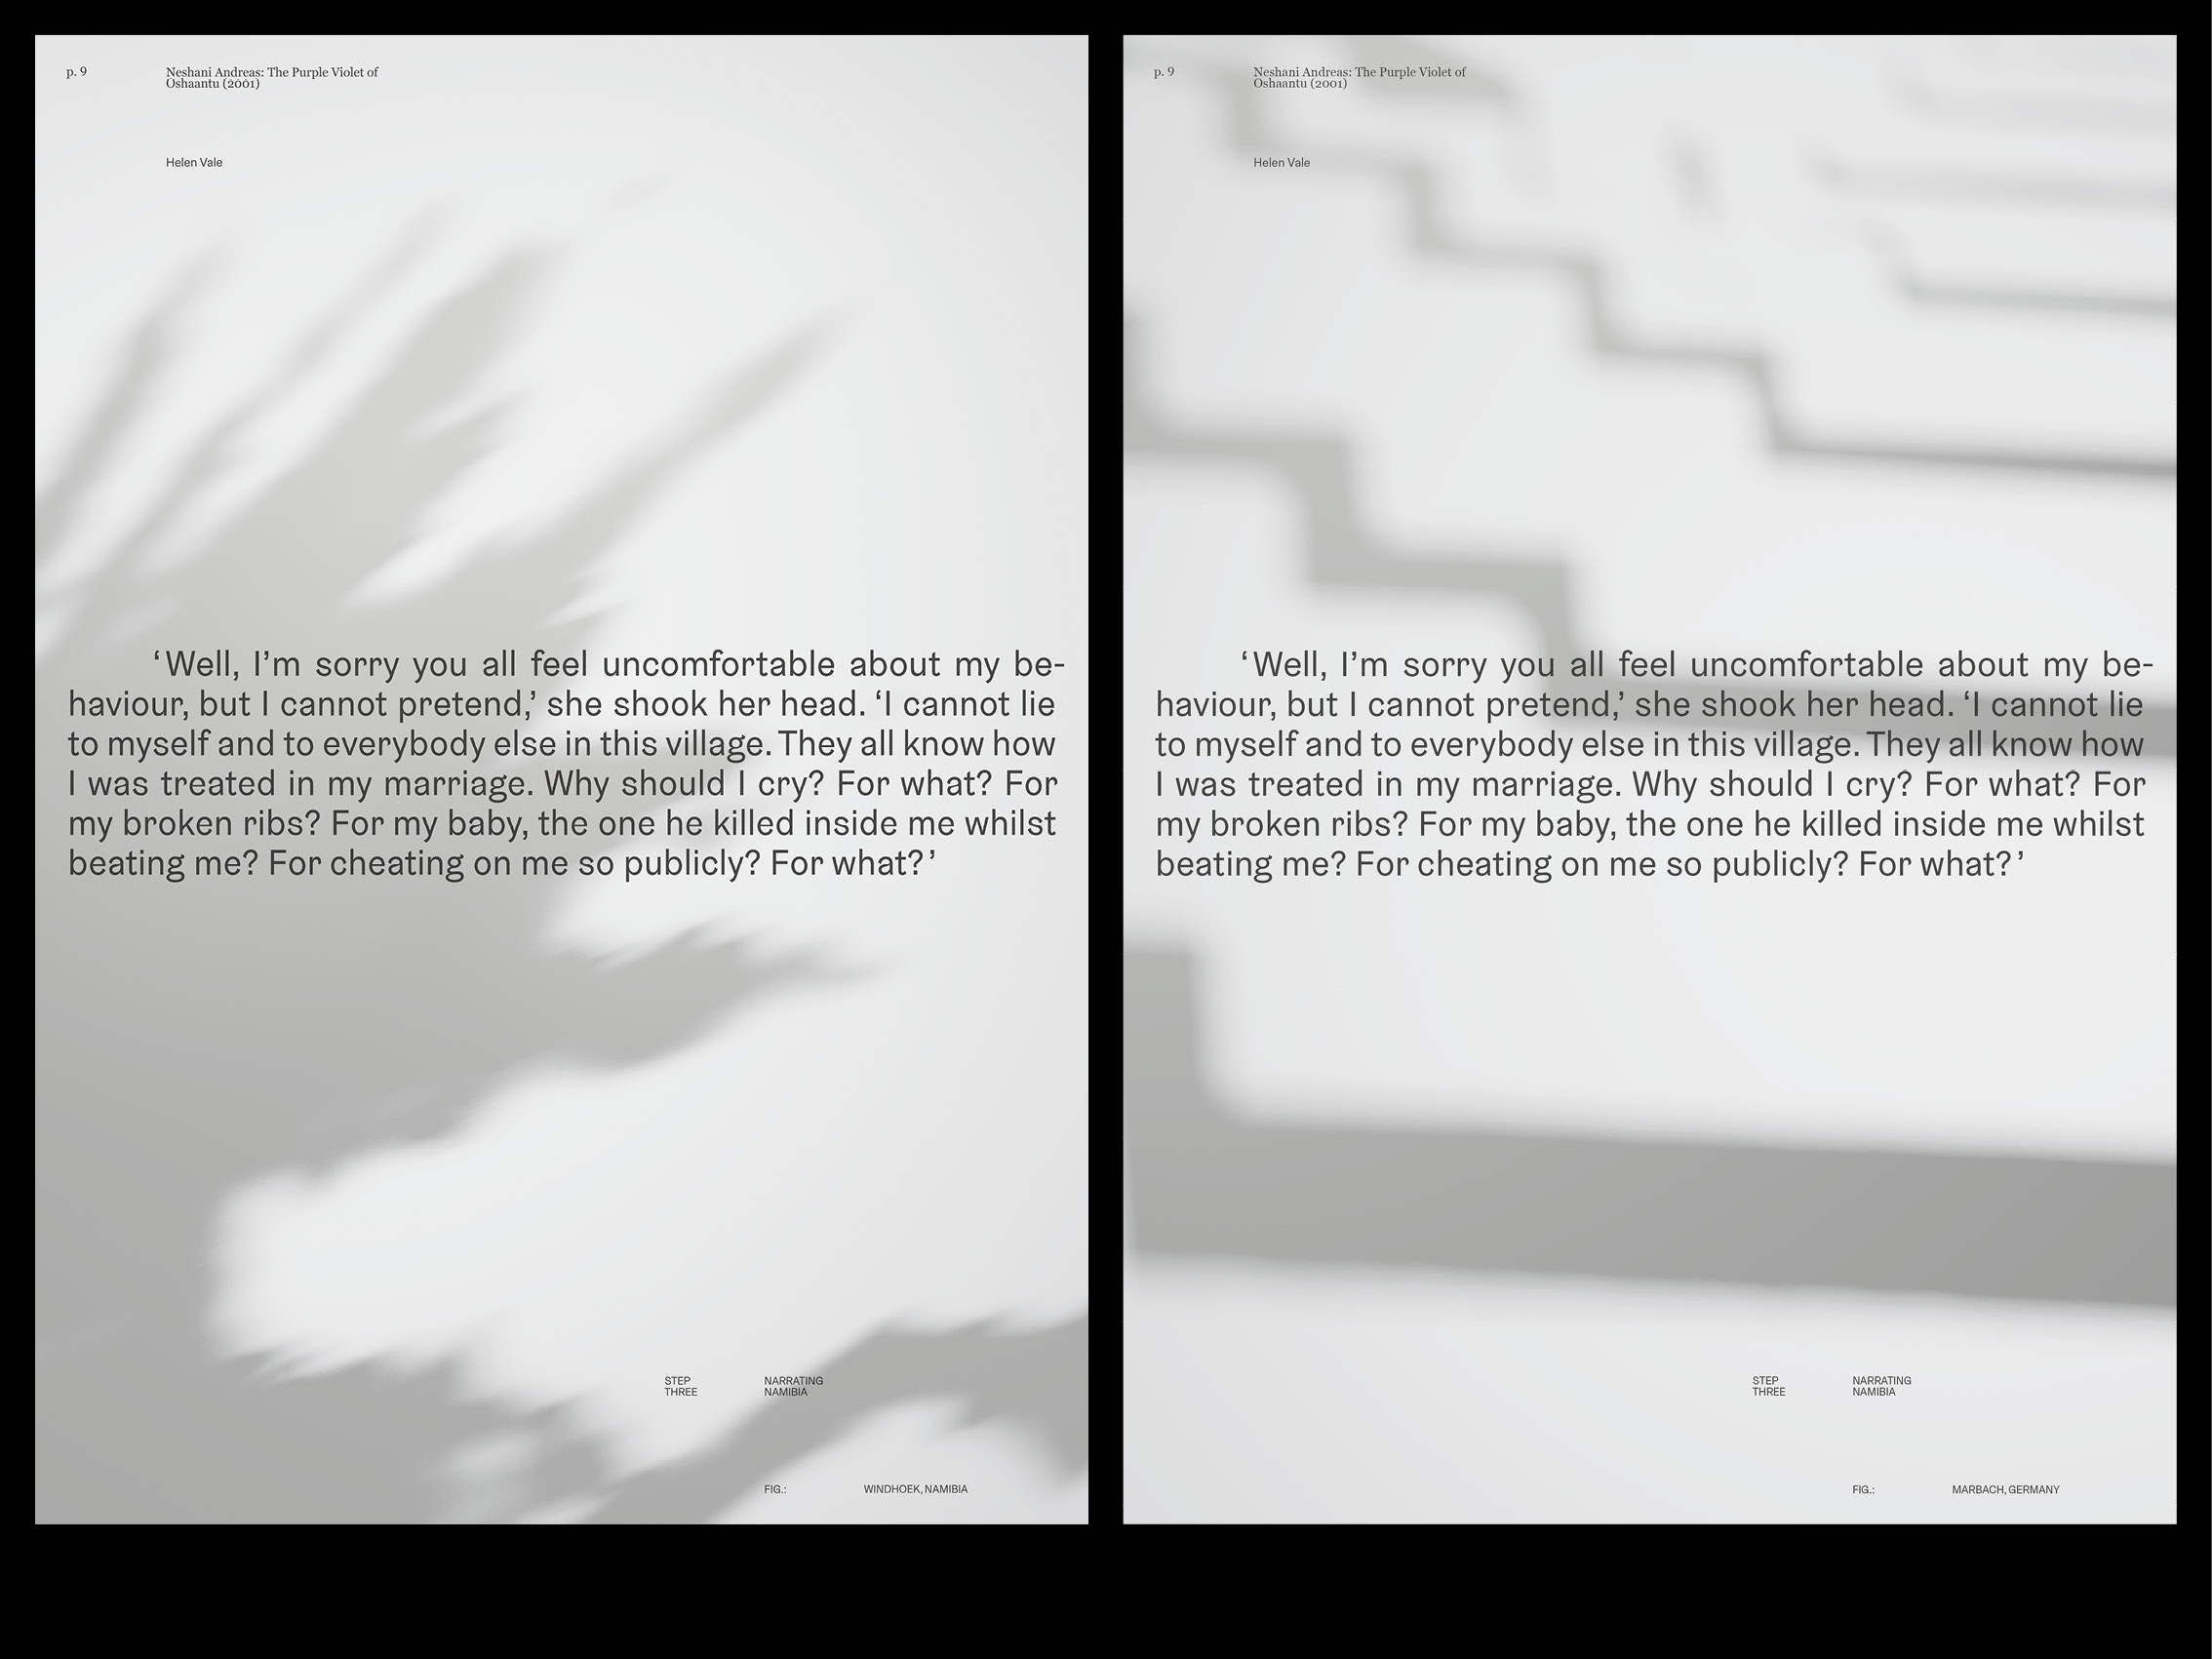 p. 9
Neshani Andreas: The Purple Violet of
Oshaantu (2001)
Helen Vale
‘Well, I’m sorry you all feel uncomfortable about my be-
haviour, but I cannot pretend,’ she shook her head. ‘I cannot lie
to myself and to everybody else in this village. They all know how
I was treated in my marriage. Why should I cry? For what? For
my broken ribs? For my baby, the one he killed inside me whilst
beating me? For cheating on me so publicly? For what?’
STEP
THREE
NARRATING
NAMIBIA
FIG.:
WINDHOEK, NAMIBIA
p. 9
Neshani Andreas: The Purple Violet of
Oshaantu (2001)
Helen Vale
‘Well, I’m sorry you all feel uncomfortable about my be-
haviour, but I cannot pretend,’ she shook her head. ‘I cannot lie
to myself and to everybody else in this village. They all know how
I was treated in my marriage. Why should I cry? For what? For
my broken ribs? For my baby, the one he killed inside me whilst
beating me? For cheating on me so publicly? For what?’
STEP
THREE
NARRATING
NAMIBIA
FIG.:
MARBACH, GERMANY